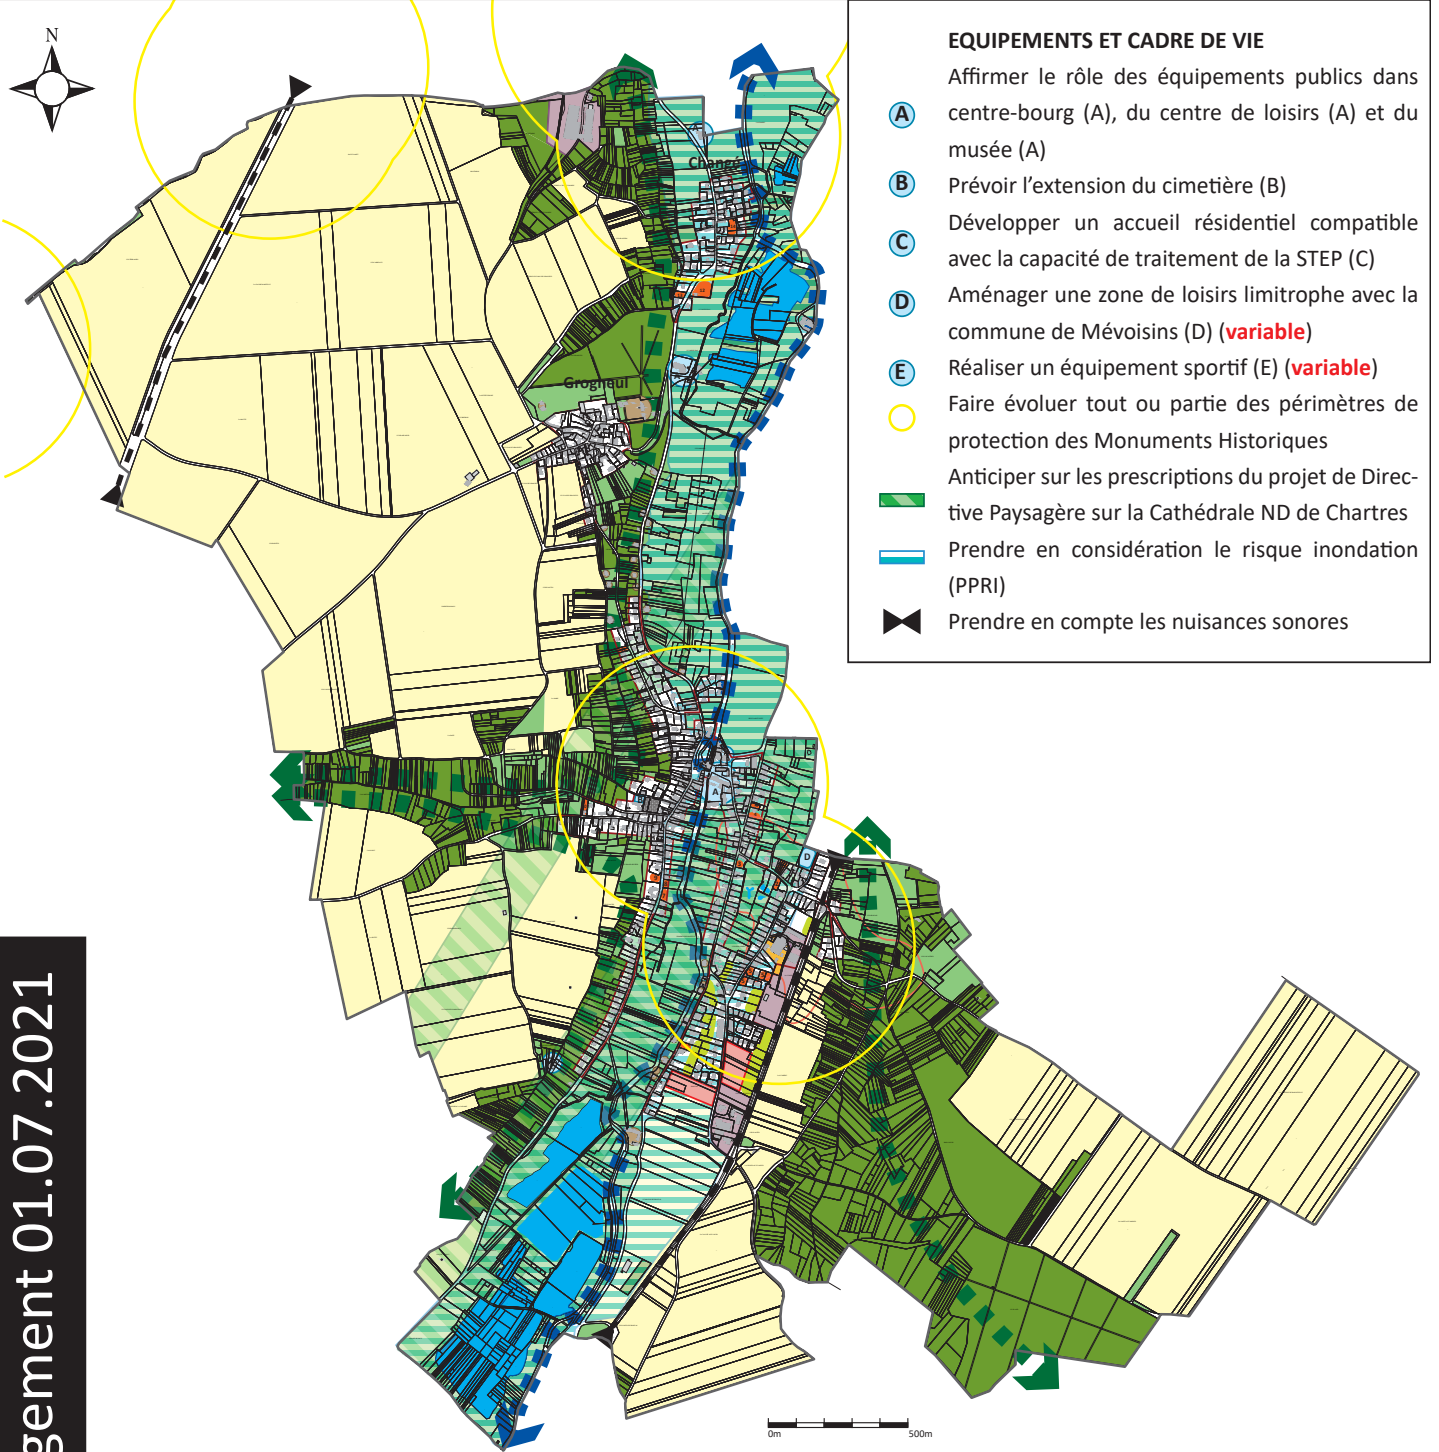 N
EQUIPEMENTS ET CADRE DE VIE
Affirmer le rôle des équipements publics dans
A centre-bourg (A), du centre de loisirs (A) et du
musée (A)
B Prévoir l'extension du cimetière (B)
Développer un accueil résidentiel compatible
C avec la capacité de traitement de la STEP (C)
D Aménager une zone de loisirs limitrophe avec la
commune de Mévoisins (D) (variable)
E Réaliser un équipement sportif (E) (variable)
Faire évoluer tout ou partie des périmètres de
protection des Monuments Historiques
Anticiper sur les prescriptions du projet de Direc-
tive Paysagère sur la Cathédrale ND de Chartres
Prendre en considération le risque inondation
(PPRI)
Prendre en compte les nuisances sonores
Changé
Grogneul
A
A
D
gement 01.07.2021
0m 500m